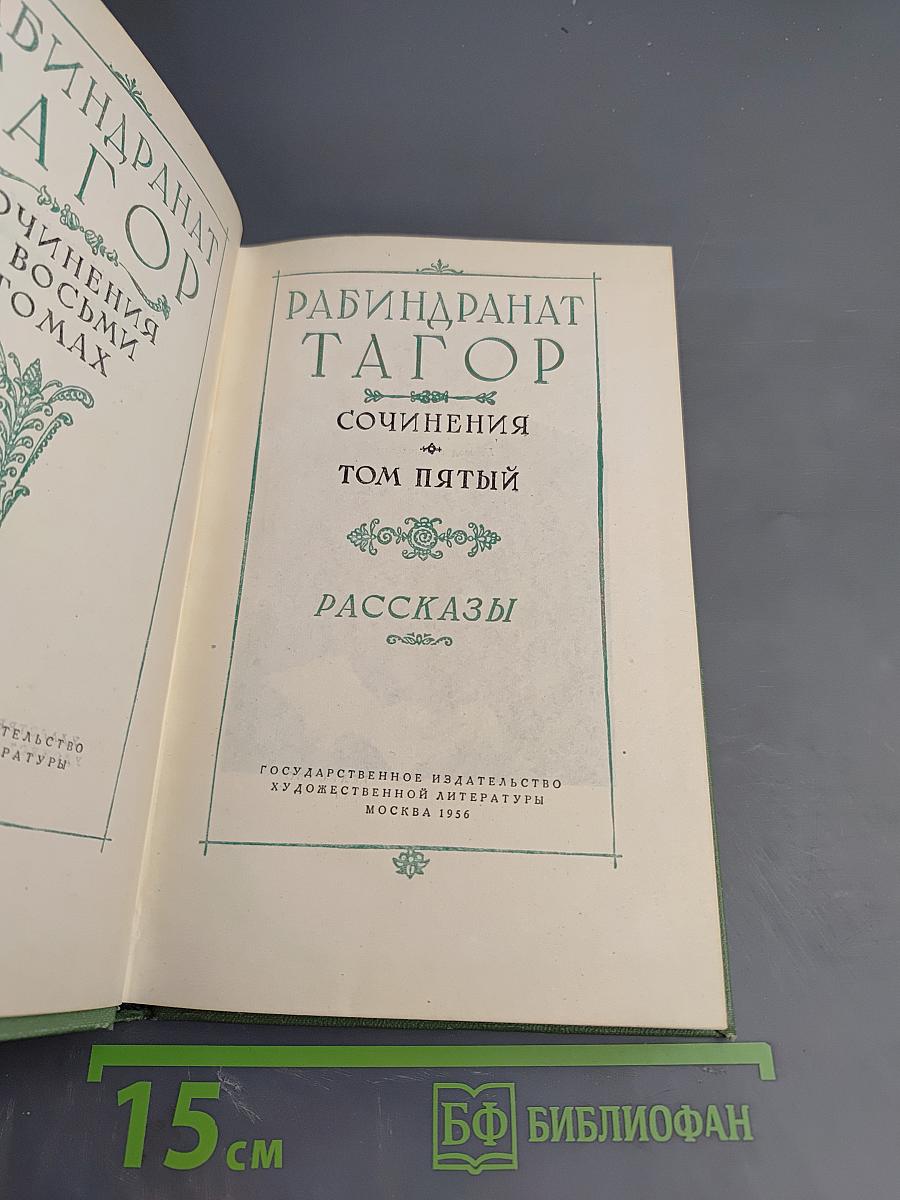 РАБИНДРАНАТ
ТАГОР
СОЧИНЕНИЯ
ВОСЬМИ
ТОМАХ
РАБИНДРАНАТ
ТАГОР
СОЧИНЕНИЯ
ТОМ ПЯТЫЙ
РАССКАЗЫ
ГОСУДАРСТВЕННОЕ ИЗДАТЕЛЬСТВО
ХУДОЖЕСТВЕННОЙ ЛИТЕРАТУРЫ
МОСКВА 1956
15 СМ
БФ БИБЛИОФАН